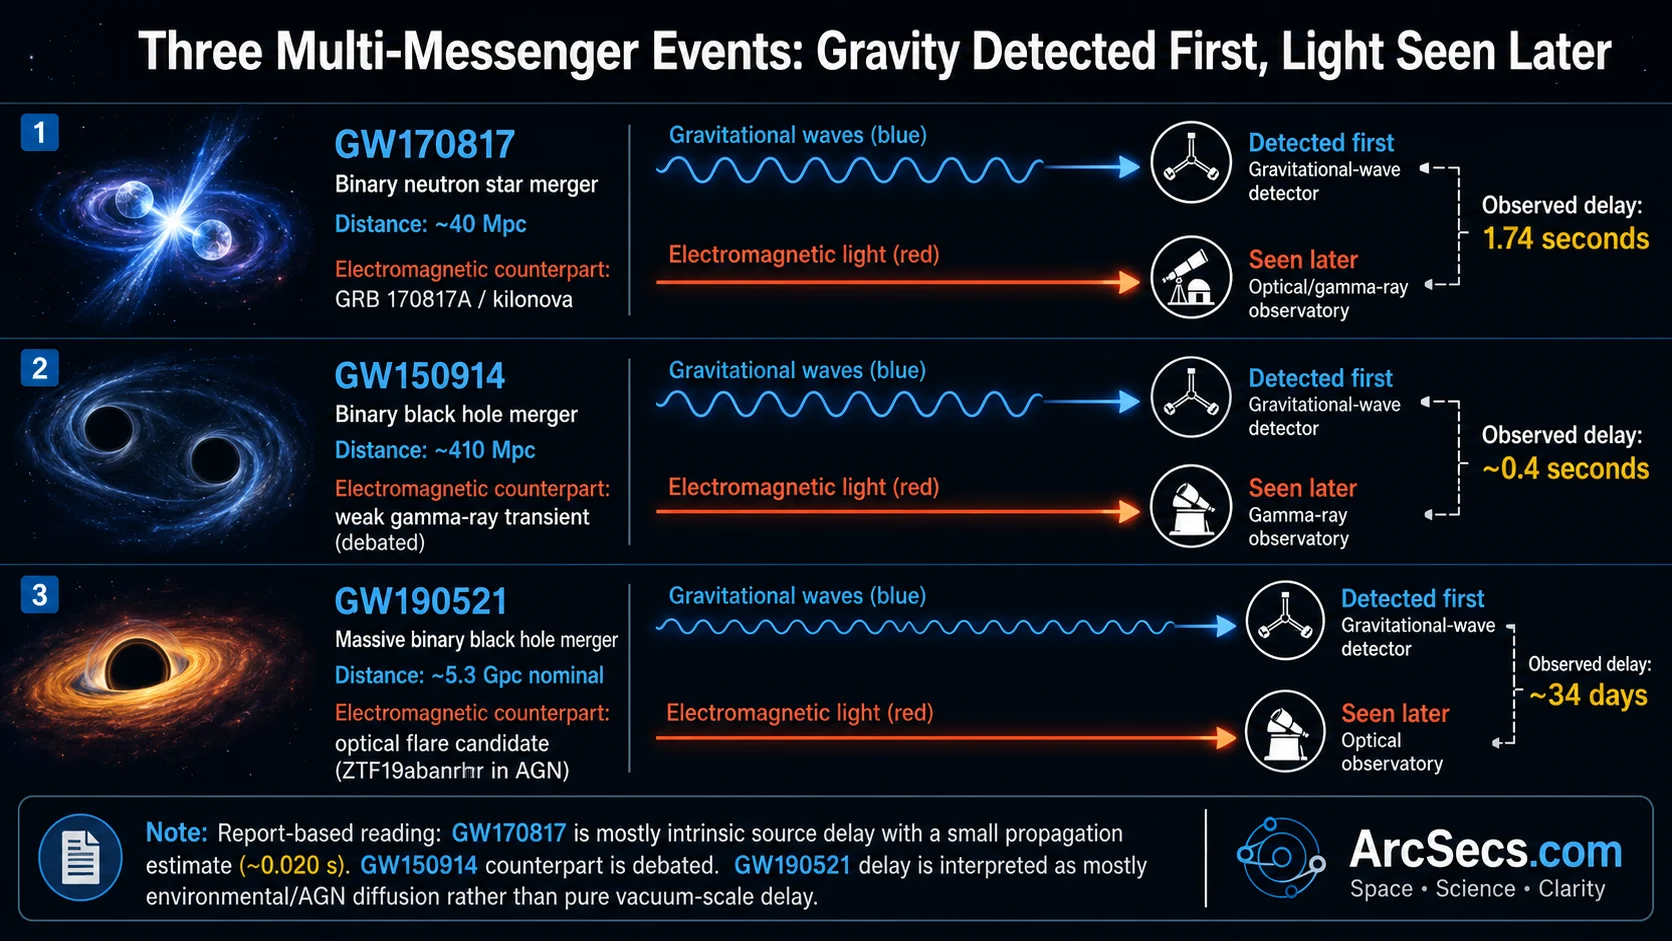 Three Multi-Messenger Events: Gravity Detected First, Light Seen Later
1
GW170817
Binary neutron star merger
Distance: ~40 Mpc
Electromagnetic counterpart:
GRB 170817A / kilonova
Gravitational waves (blue)
Electromagnetic light (red)
Detected first
Gravitational-wave
detector
Seen later
Optical/gamma-ray
observatory
Observed delay:
1.74 seconds
2
GW150914
Binary black hole merger
Distance: ~410 Mpc
Electromagnetic counterpart:
weak gamma-ray transient
(debated)
Gravitational waves (blue)
Electromagnetic light (red)
Detected first
Gravitational-wave
detector
Seen later
Gamma-ray
observatory
Observed delay:
~0.4 seconds
3
GW190521
Massive binary black hole merger
Distance: ~5.3 Gpc nominal
Electromagnetic counterpart:
optical flare candidate
in AGN)
Gravitational waves (blue)
Electromagnetic light (red)
Detected first
Gravitational-wave
detector
Seen later
Optical
observatory
Observed delay:
~34 days
Note: Report-based reading: GW170817 is mostly intrinsic source delay with a small propagation
estimate (~0.020 s). GW150914 counterpart is debated. GW190521 delay is interpreted as mostly
environmental/AGN diffusion rather than pure vacuum-scale delay.
ArcSecs.com
Space • Science • Clarity